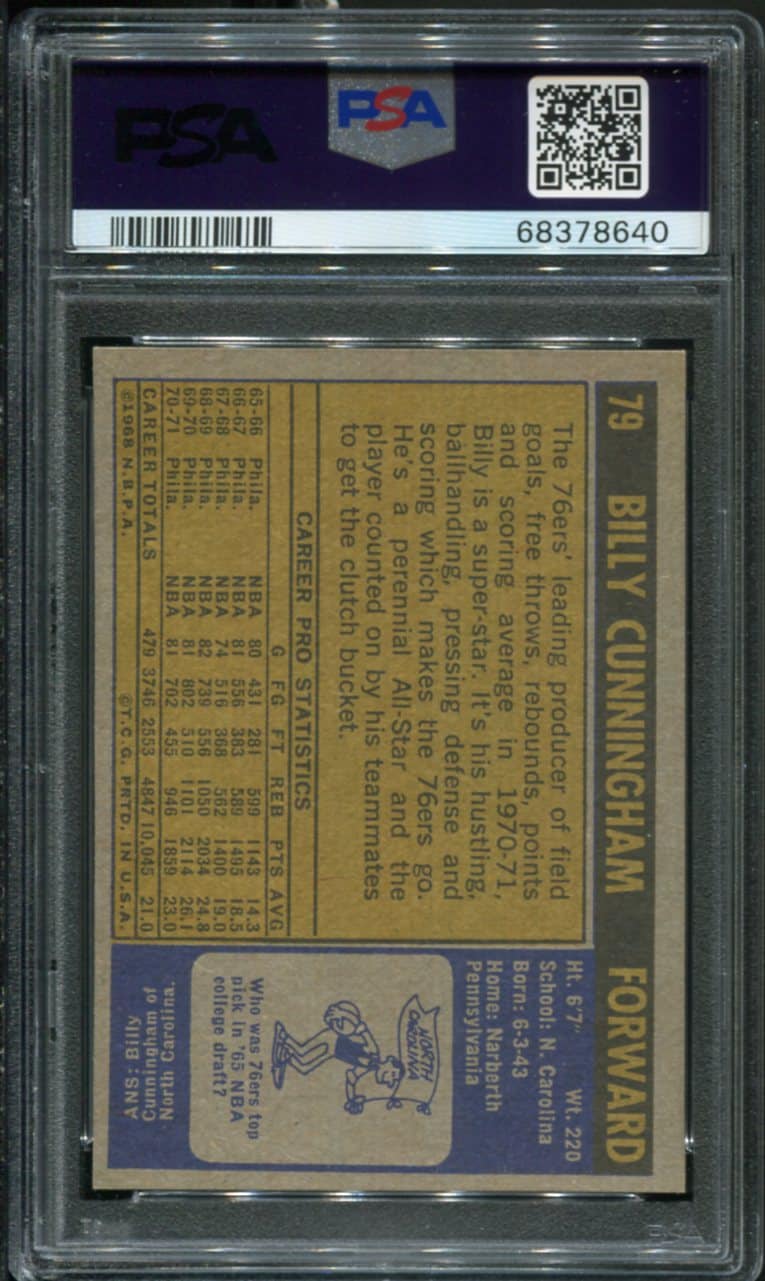 PSA
PSA
68378640
79 BILLY CUNNINGHAM FORWARD
The 76ers' leading producer of field
goals, free throws, rebounds, points
and scoring average in 1970-71,
Billy is a super-star. It's his hustling,
ballhandling, pressing defense and
scoring which makes the 76ers go.
He's a perennial All-Star and the
player counted on by his teammates
to get the clutch bucket.
CAREER PRO STATISTICS
G FG FT REB PTS AVG
65-66 Phila. NBA 80 431 281 599 1143 14.3
66-67 Phila. NBA 81 556 383 589 1495 18.5
67-68 Phila. NBA 74 516 368 562 1400 19.0
68-69 Phila. NBA 82 739 556 1050 2034 24.8
69-70 Phila. NBA 81 802 510 1101 2114 26.1
70-71 Phila. NBA 81 702 455 946 1859 23.0
CAREER TOTALS 479 3746 2553 4847 10,045 21.0
©1968 N.B.P.A. ©T.C.G. PRTD. IN U.S.A.
Ht. 6'7" Wt. 220
School: N. Carolina
Born: 6-3-43
Home: Narberth
Pennsylvania
NORTH
CAROLINA
Who was 76ers top
pick in '65 NBA
college draft?
ANS: Billy
Cunningham of
North Carolina.